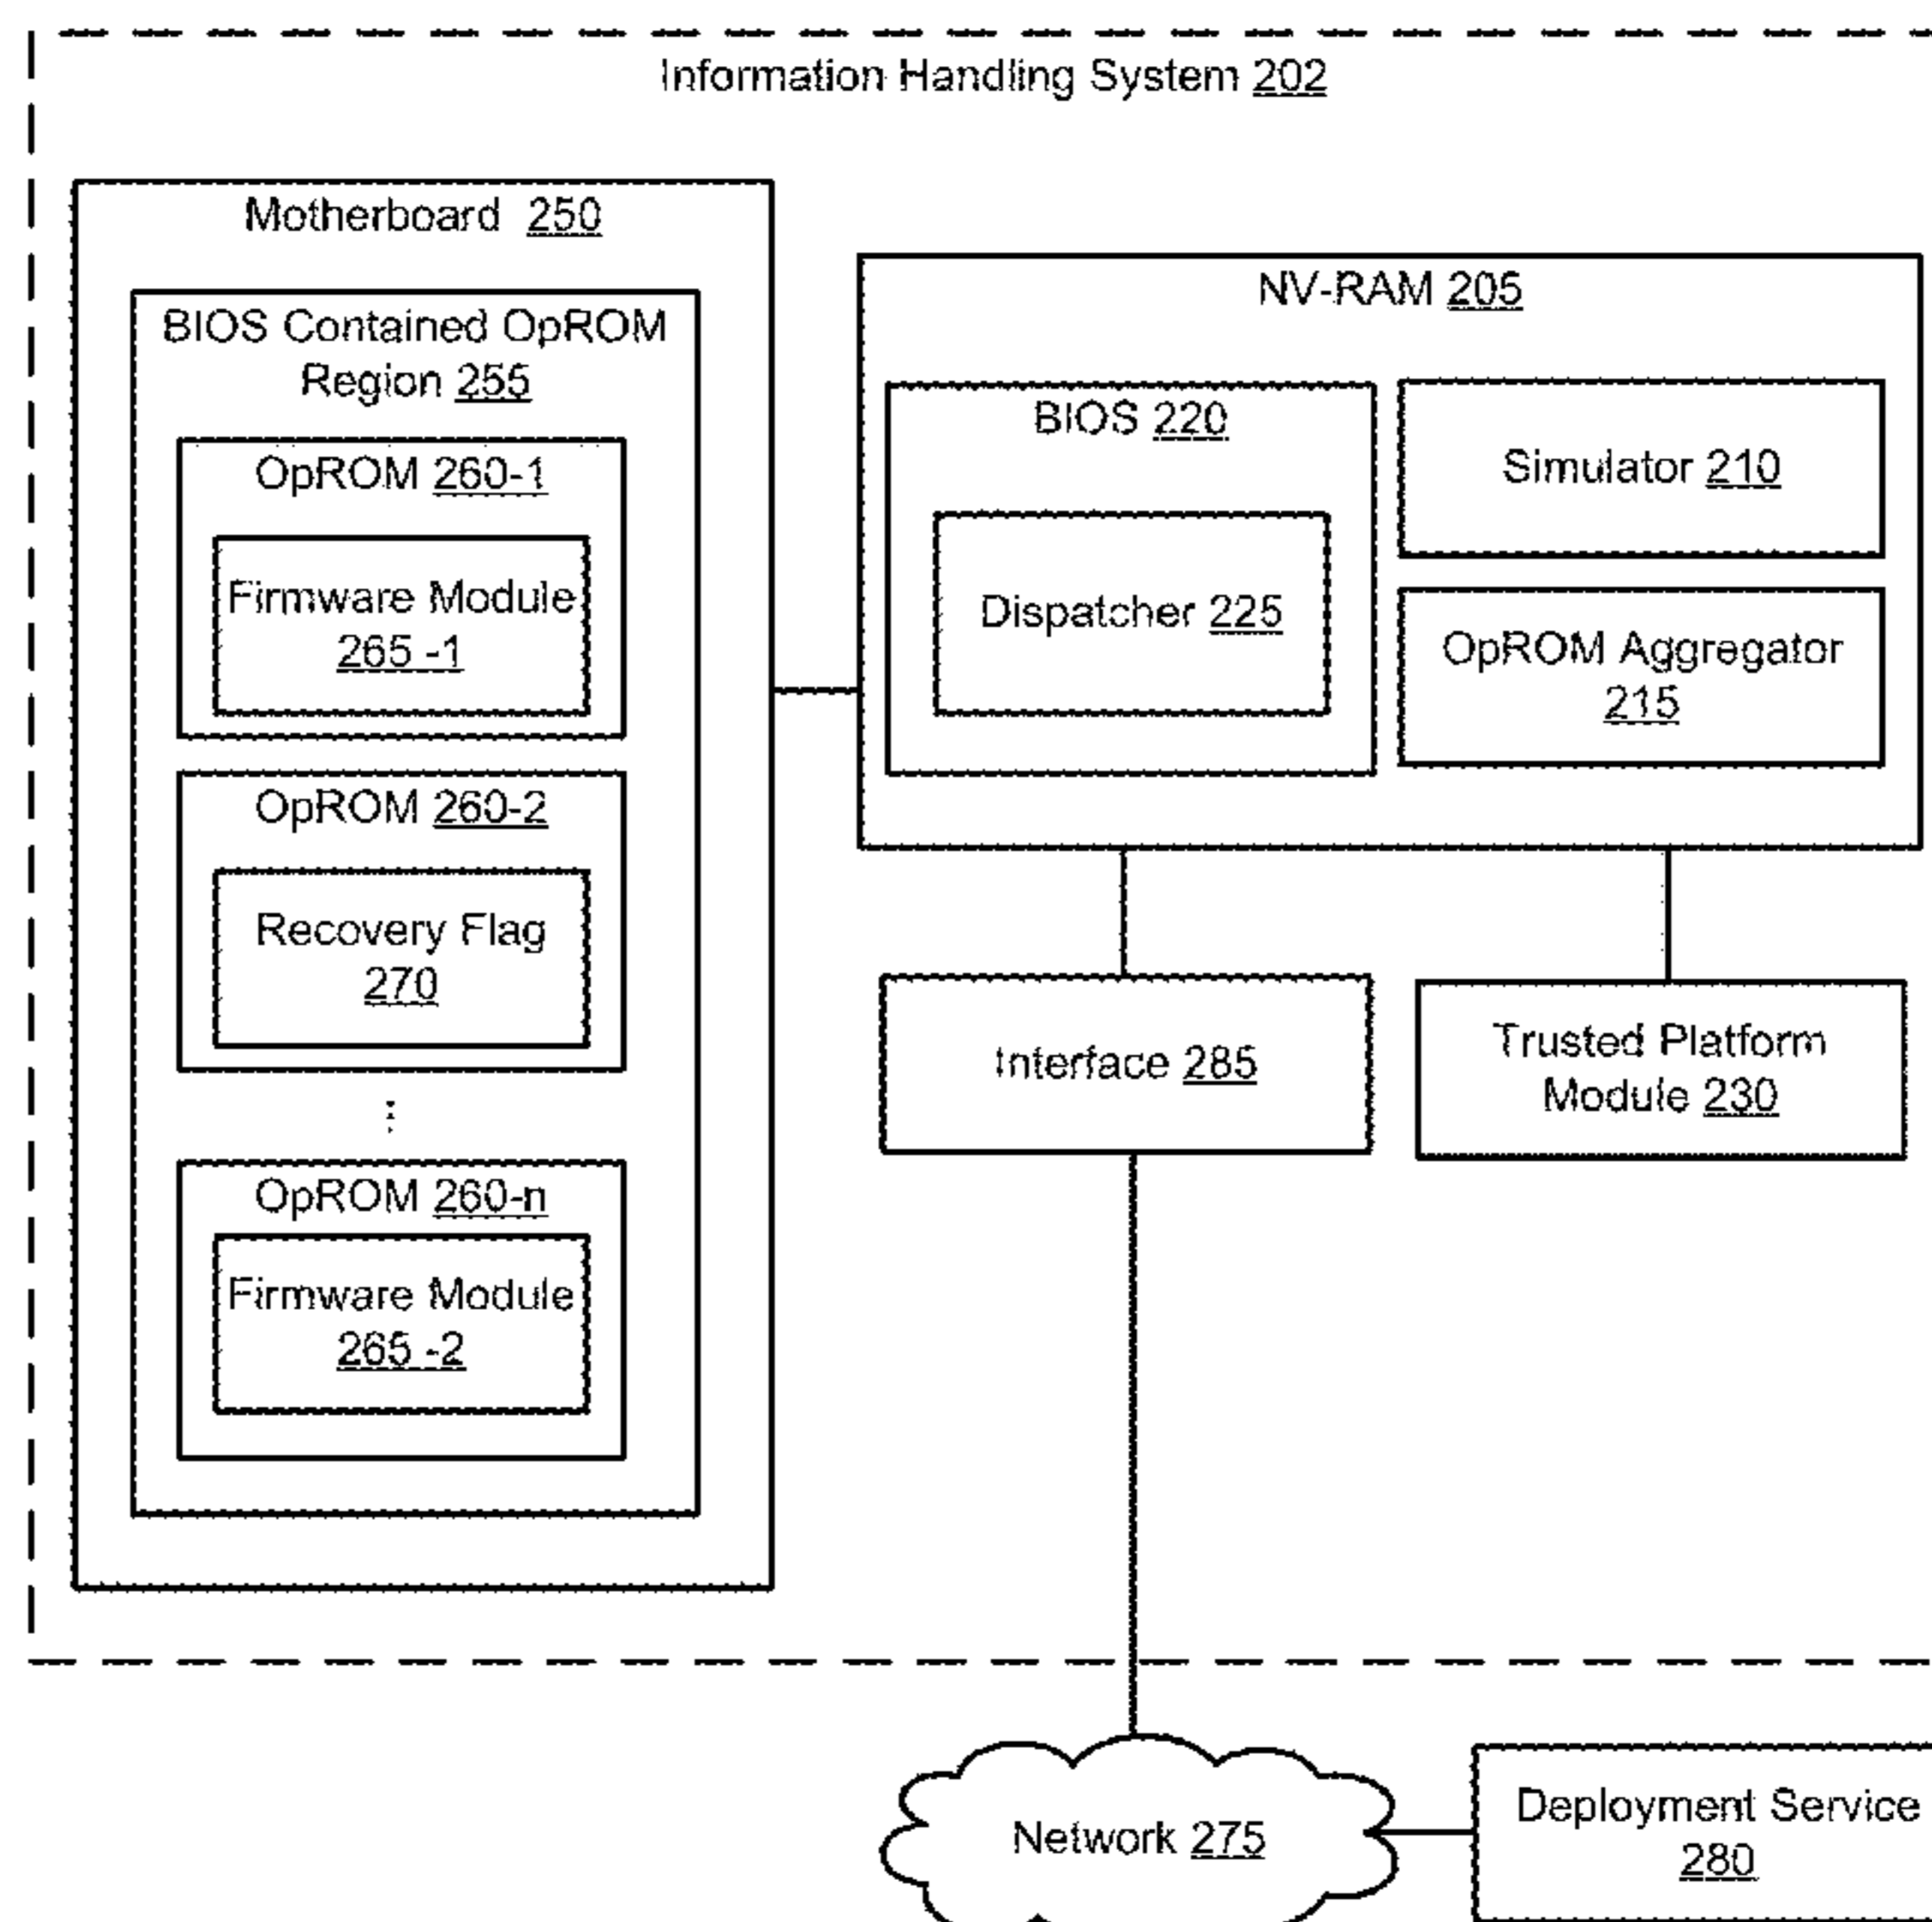 Information Handling System 202
Motherboard 250
BIOS Contained OpROM
Region 255
OpROM 260-1
Firmware Module
265 -1
OpROM 260-2
Recovery Flag
270
⋮
OpROM 260-n
Firmware Module
265 -2
NV-RAM 205
BIOS 220
Dispatcher 225
Simulator 210
OpROM Aggregator
215
Interface 285
Trusted Platform
Module 230
Network 275
Deployment Service
280